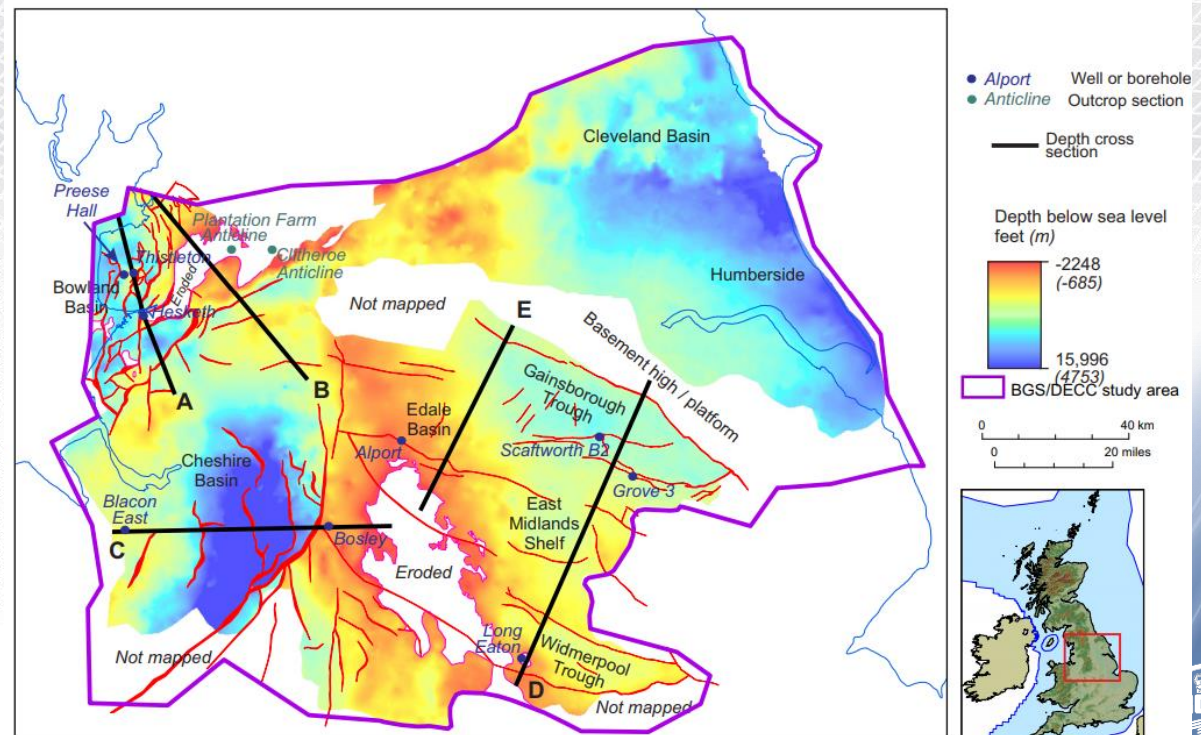 Cleveland Basin
Preese
Hall
Plantation Farm
Anticline
Thistleton
Clitheroe
Anticline
Bowland
Basin
Eroded
Hesketh
Humberside
Not mapped
E
Basement high / platform
A
B
Gainsborough
Trough
Edale
Basin
Alport
Scaftworth B2
Cheshire
Basin
Grove 3
Blacon
East
East
Midlands
Shelf
C
Bosley
Eroded
Long
Eaton
Widmerpool
Trough
Not mapped
D
Not mapped
Alport Well or borehole
Anticline Outcrop section
Depth cross
section
Depth below sea level
feet (m)
-2248
(-685)
15,996
(4753)
BGS/DECC study area
0 40 km
0 20 miles